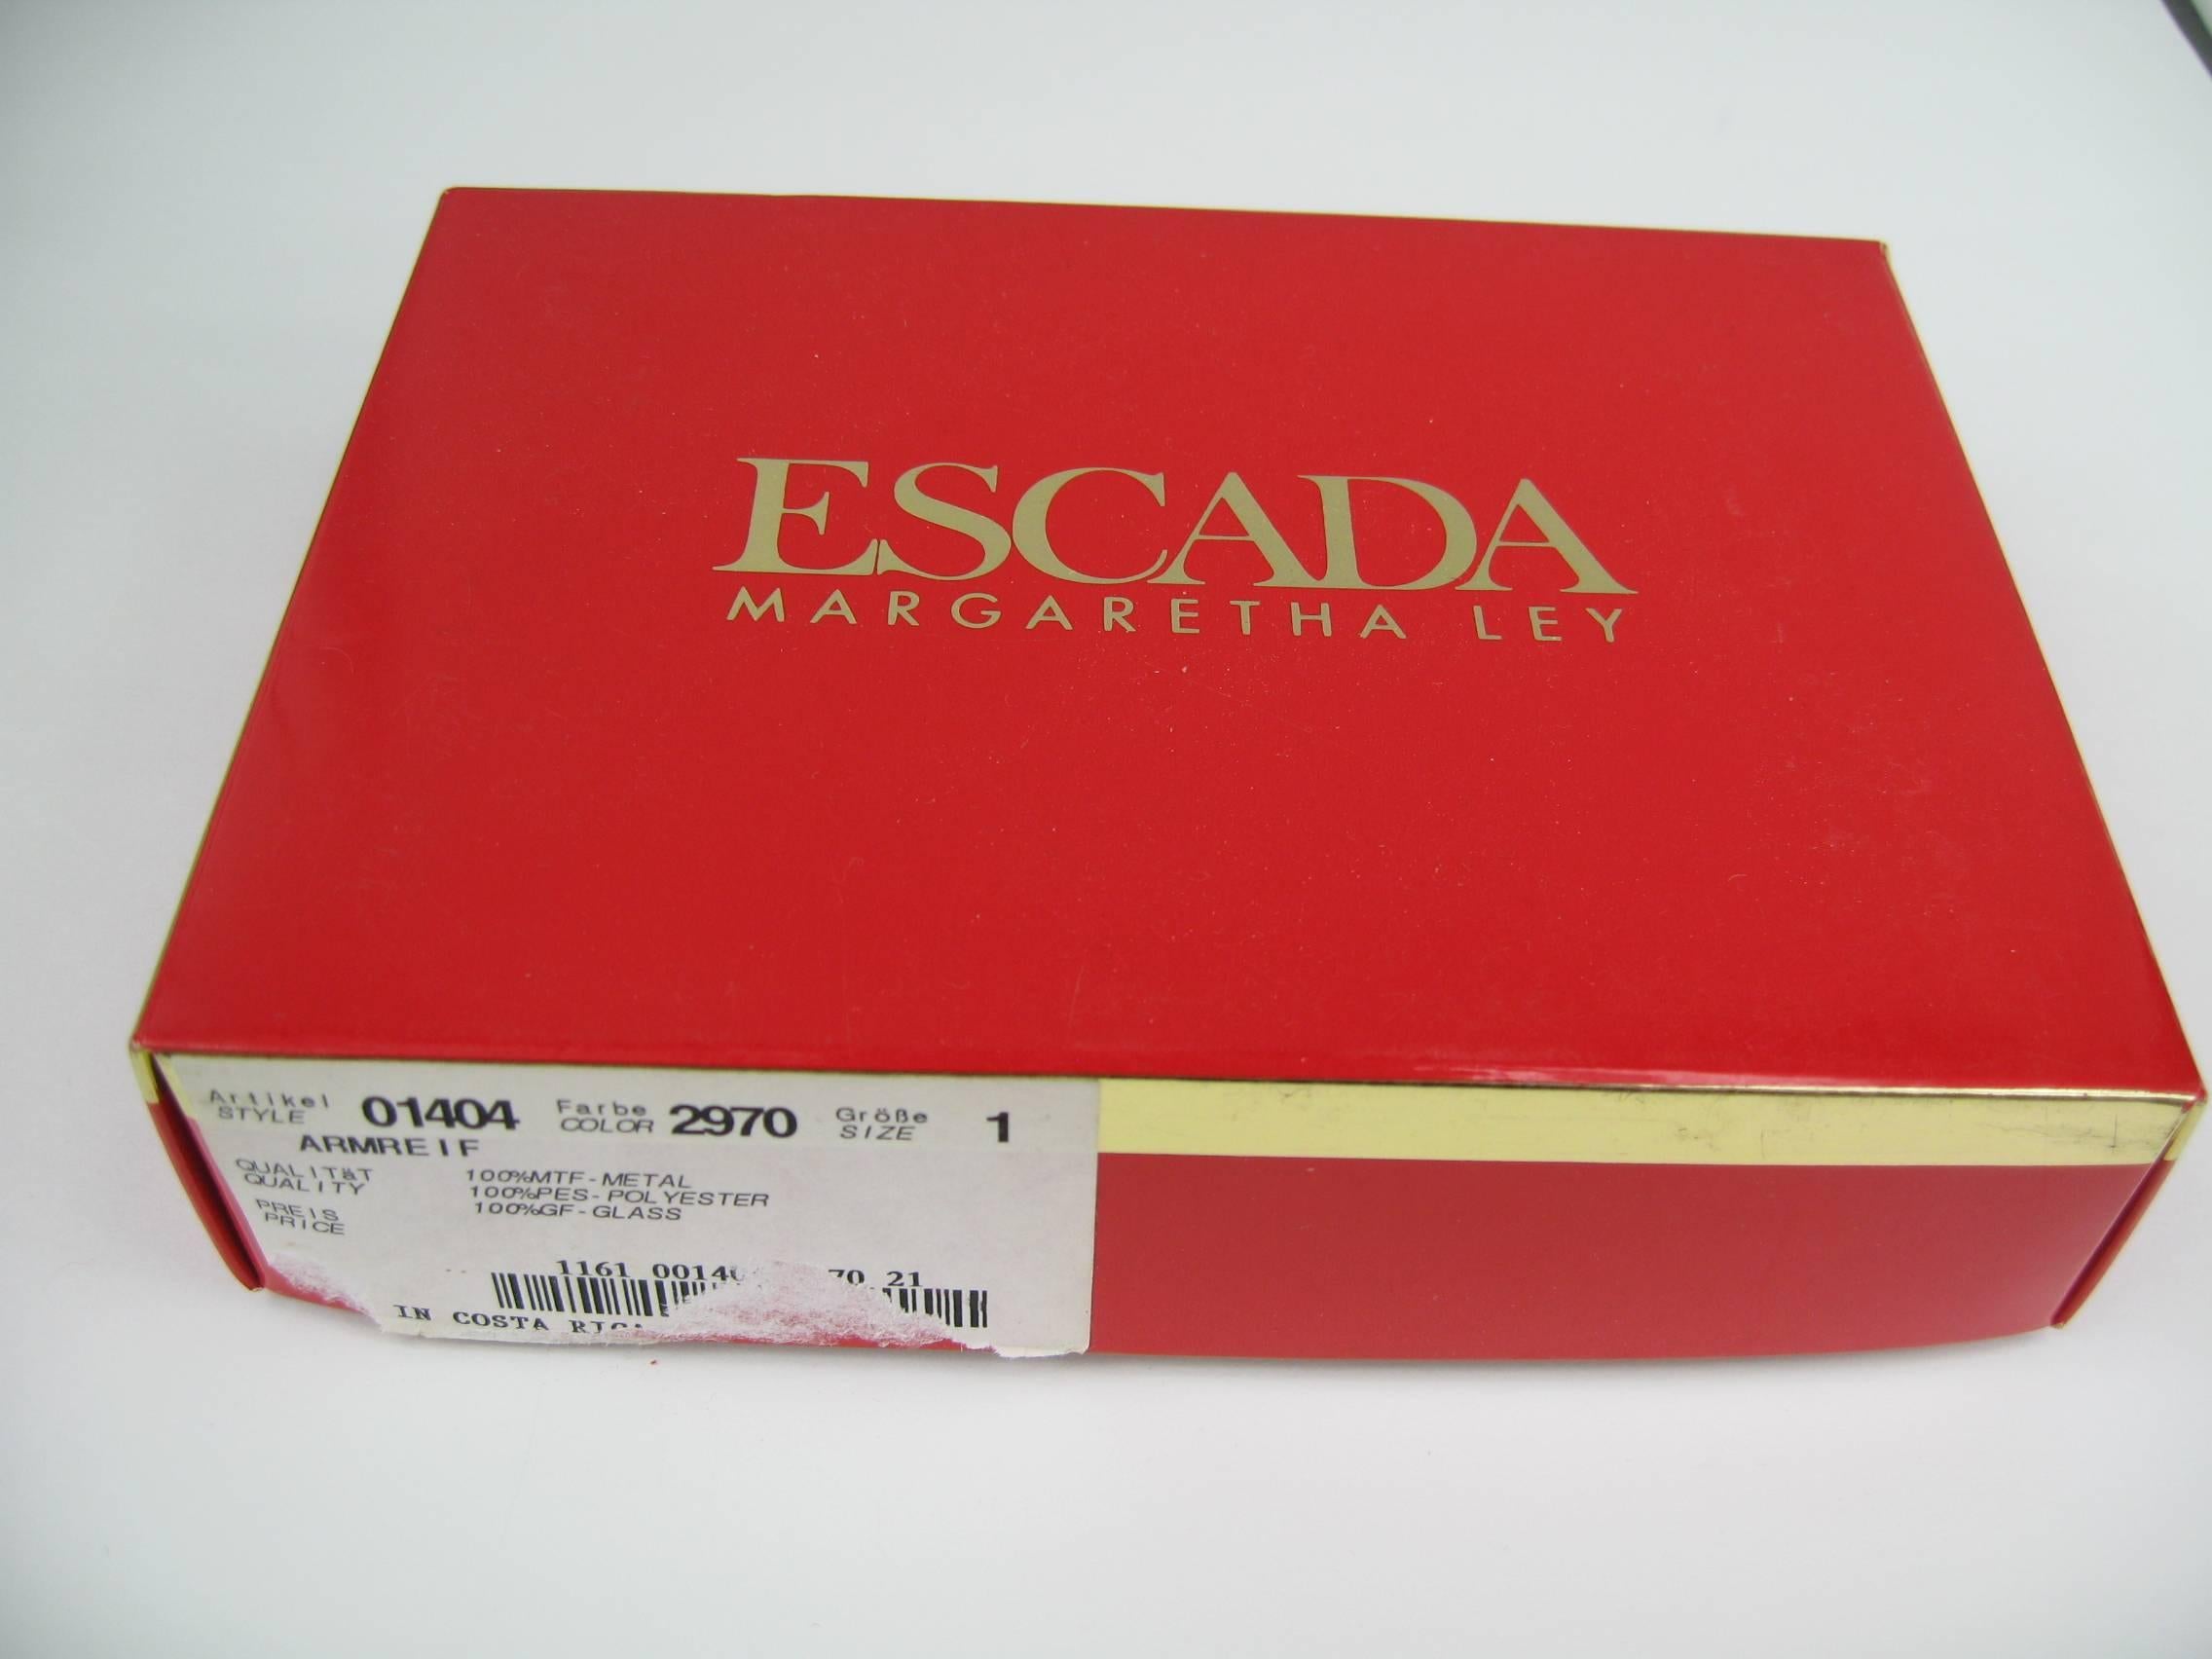 ESCADA
MARGARETHA LEY
Artikel 01404 Farbe 2970 Größe 1
STYLE COLOR SIZE
ARMREIF
QUALITäT 100%MTF-METAL
QUALITY 100%PES-POLYESTER
100%GF-GLASS
PREIS
PRICE
1161 0014 70 21
IN COSTA RICA